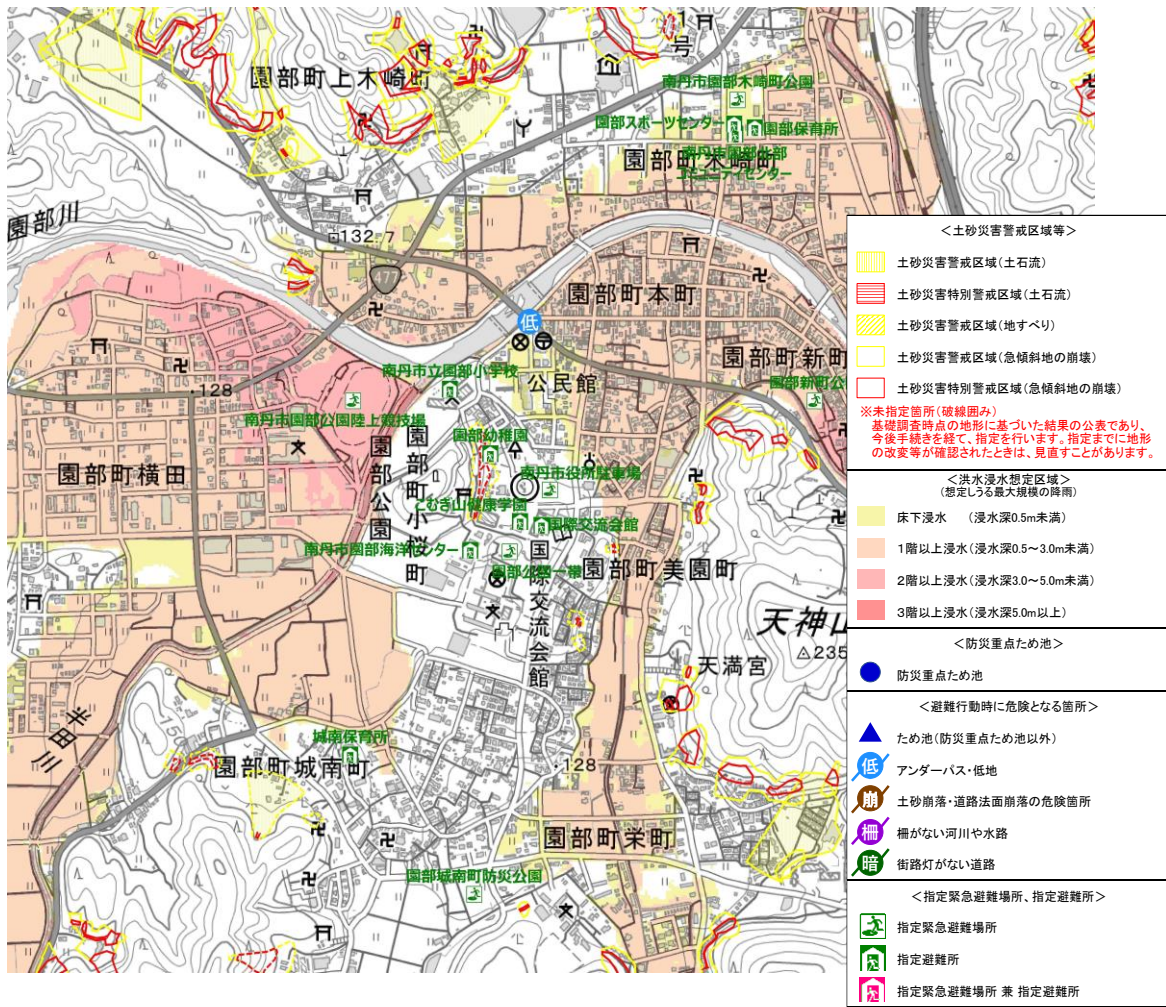 園部町上木崎町
号
南丹市園部木崎町公園
園部スポーツセンター
園部保育所
園部町木崎町
南丹市園部北部
コミュニティセンター
園部川
132.7
477
園部町本町
低
園部町新町
公民館
南丹市立園部小学校
128
南丹市園部公園陸上競技場
園部幼稚園
園部公園
園部町小桜町
園部町横田
南丹市役所駐車場
こむぎ山健康学園
国際交流会館
南丹市園部海洋センター
園部公園一帯
国際交流会館
園部町美園町
天神山
235
天満宮
半田川
城南保育所
園部町城南町
128
園部町栄町
園部城南町防災公園
<土砂災害警戒区域等>
土砂災害警戒区域(土石流)
土砂災害特別警戒区域(土石流)
土砂災害警戒区域(地すべり)
土砂災害警戒区域(急傾斜地の崩壊)
土砂災害特別警戒区域(急傾斜地の崩壊)
※未指定箇所(破線囲み)
基礎調査時点の地形に基づいた結果の公表であり、
今後手続きを経て、指定を行います。指定までに地形
の改変等が確認されたときは、見直すことがあります。
<洪水浸水想定区域>
(想定しうる最大規模の降雨)
床下浸水 (浸水深0.5m未満)
1階以上浸水(浸水深0.5~3.0m未満)
2階以上浸水(浸水深3.0~5.0m未満)
3階以上浸水(浸水深5.0m以上)
<防災重点ため池>
防災重点ため池
<避難行動時に危険となる箇所>
ため池(防災重点ため池以外)
低 アンダーパス・低地
崩 土砂崩落・道路法面崩落の危険箇所
柵 柵がない河川や水路
暗 街路灯がない道路
<指定緊急避難場所、指定避難所>
指定緊急避難場所
指定避難所
指定緊急避難場所 兼 指定避難所